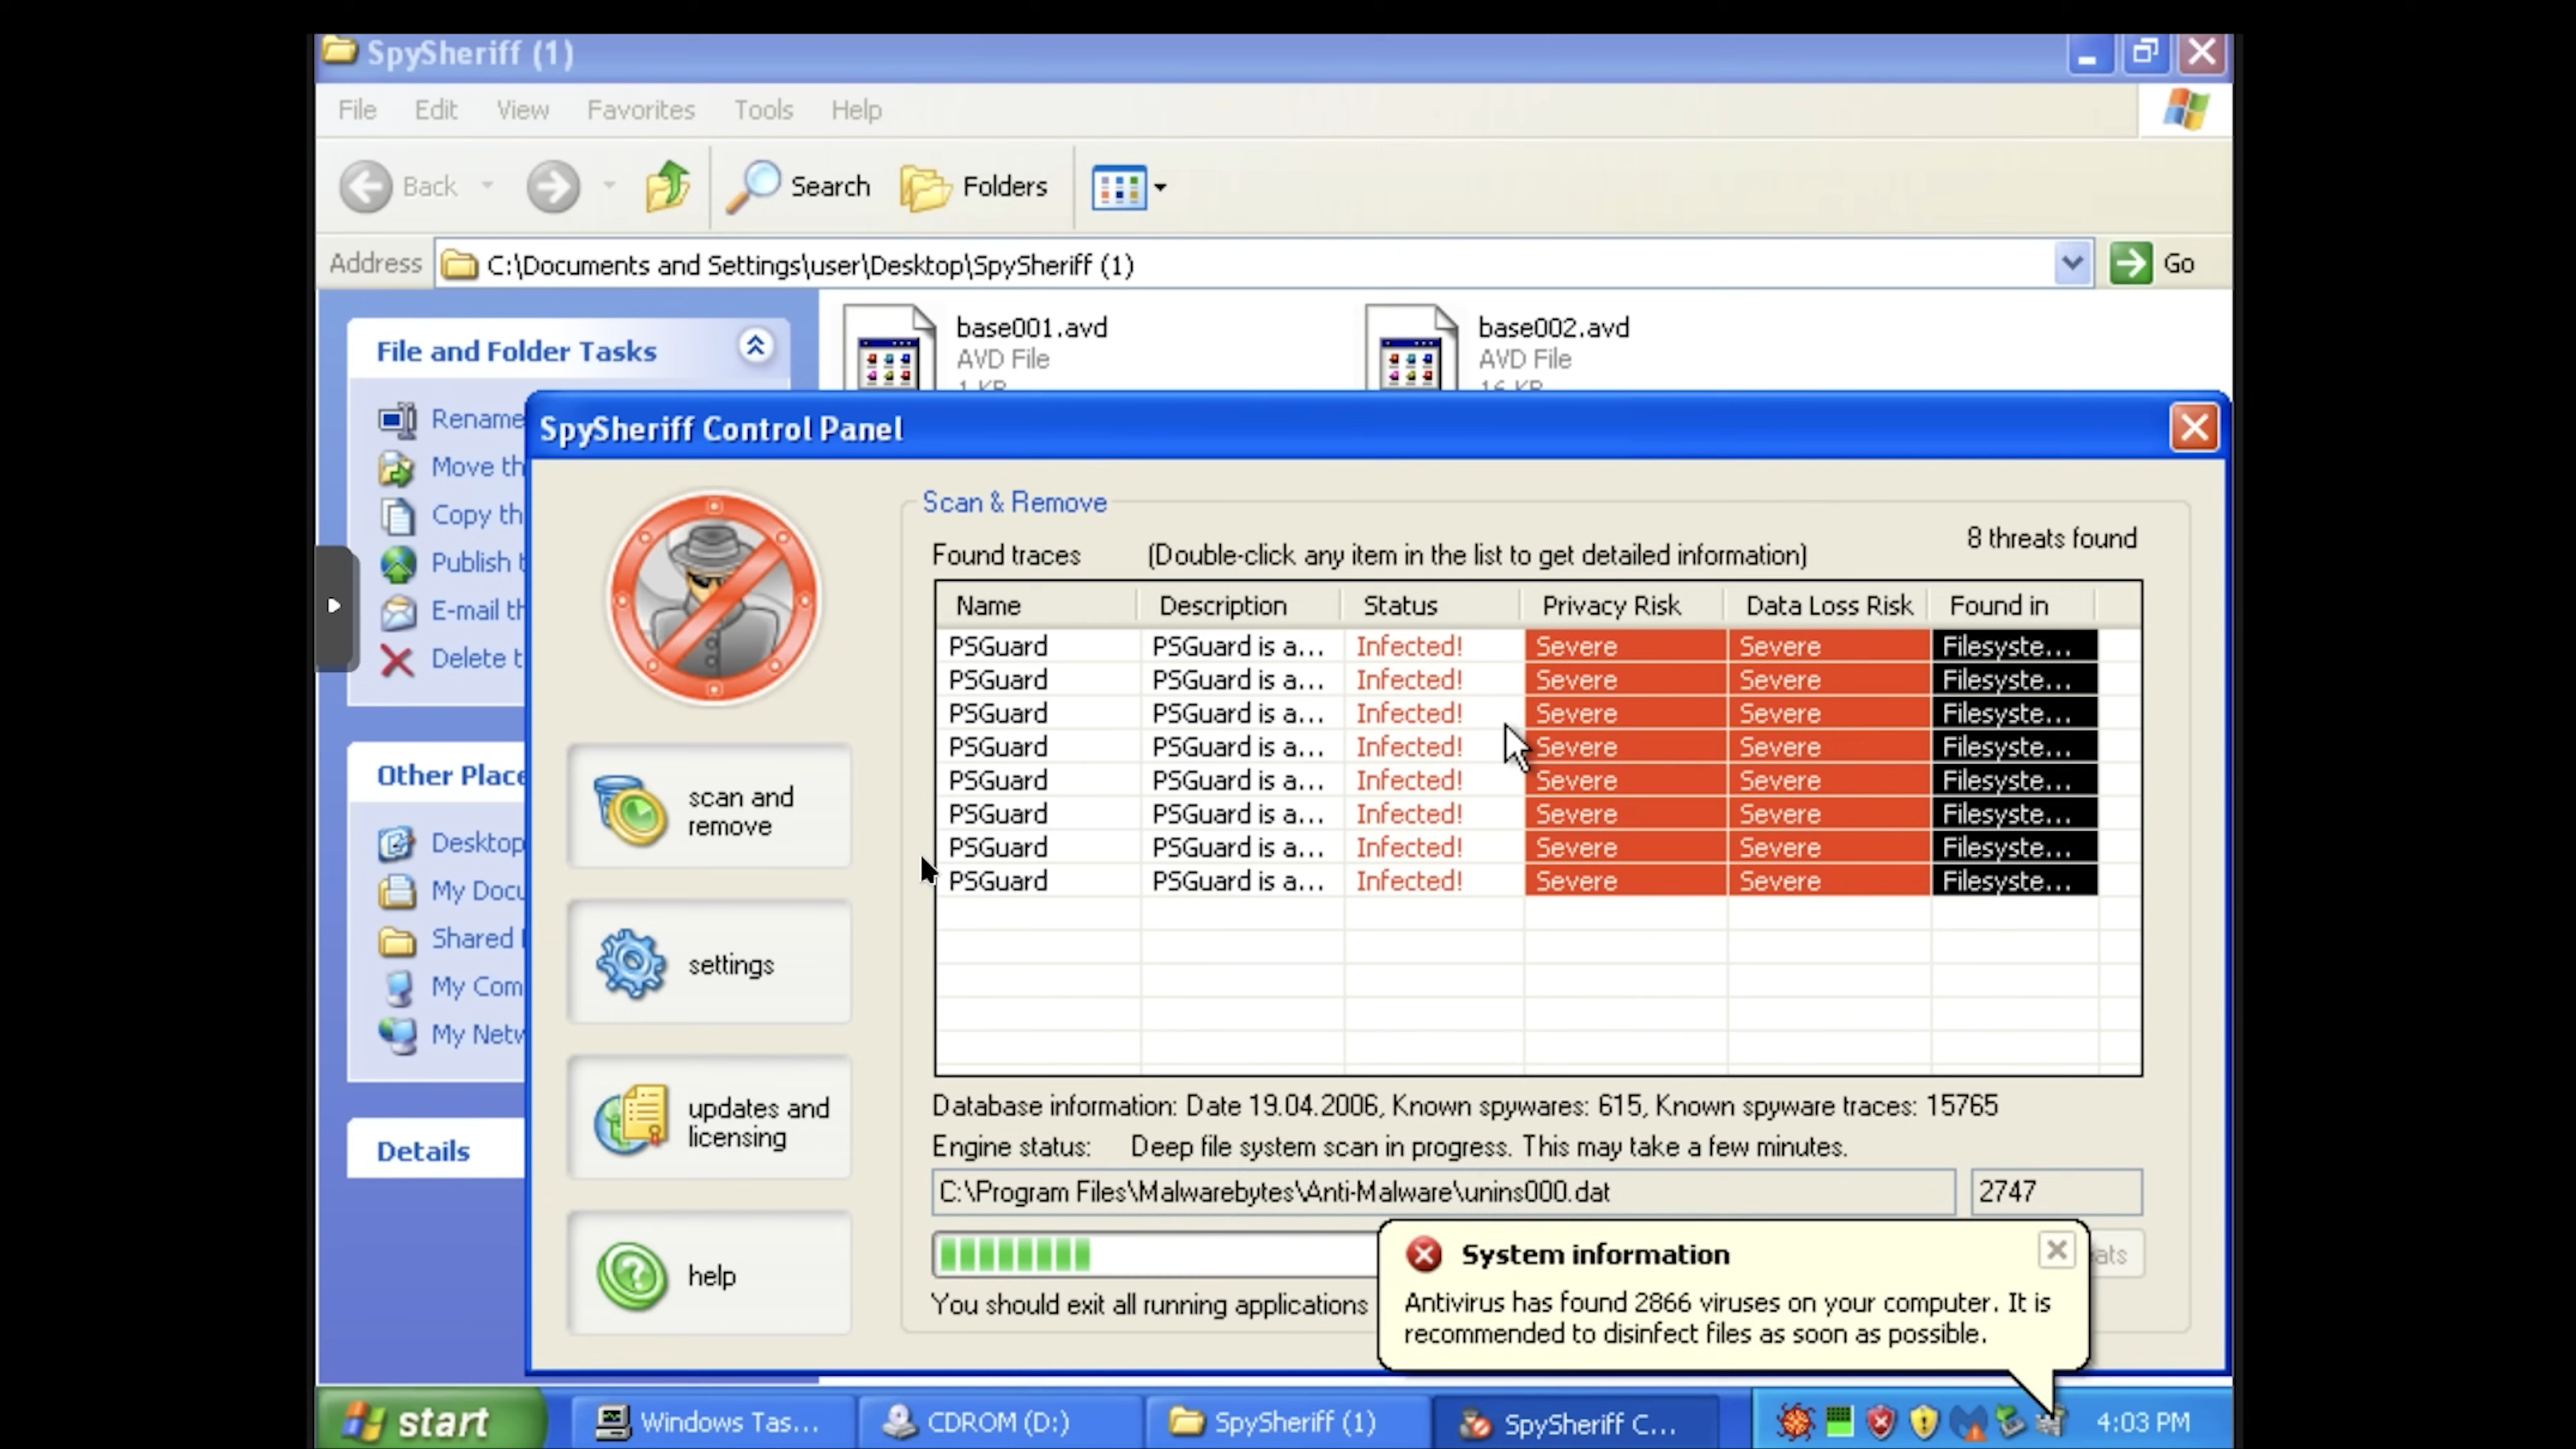 SpySheriff (1)
File Edit View Favorites Tools Help
Back Search Folders
Address C:\Documents and Settings\user\Desktop\SpySheriff (1) Go
File and Folder Tasks
Rename
Move th
Copy th
Publish t
E-mail th
Delete t
Other Place
Desktop
My Docu
Shared
My Com
My Netw
Details
base001.avd
AVD File
1 KB
base002.avd
AVD File
16 KB
SpySheriff Control Panel
scan and
remove
settings
updates and
licensing
help
Scan & Remove
8 threats found
Found traces (Double-click any item in the list to get detailed information)
Name Description Status Privacy Risk Data Loss Risk Found in
PSGuard PSGuard is a... Infected! Severe Severe Filesyste...
PSGuard PSGuard is a... Infected! Severe Severe Filesyste...
PSGuard PSGuard is a... Infected! Severe Severe Filesyste...
PSGuard PSGuard is a... Infected! Severe Severe Filesyste...
PSGuard PSGuard is a... Infected! Severe Severe Filesyste...
PSGuard PSGuard is a... Infected! Severe Severe Filesyste...
PSGuard PSGuard is a... Infected! Severe Severe Filesyste...
PSGuard PSGuard is a... Infected! Severe Severe Filesyste...
Database information: Date 19.04.2006, Known spywares: 615, Known spyware traces: 15765
Engine status: Deep file system scan in progress. This may take a few minutes.
C:\Program Files\Malwarebytes\Anti-Malware\unins000.dat 2747
eats
You should exit all running applications
System information
Antivirus has found 2866 viruses on your computer. It is
recommended to disinfect files as soon as possible.
start Windows Tas... CDROM (D:) SpySheriff (1) SpySheriff C... 4:03 PM